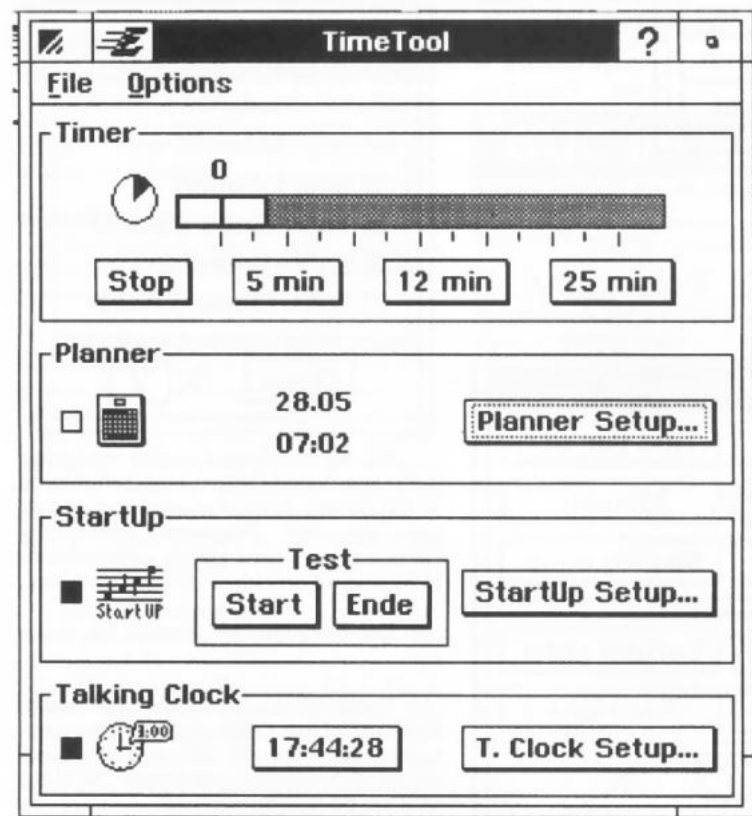 TimeTool ?
File Options
Timer
0
Stop 5 min 12 min 25 min
Planner
28.05
07:02
Planner Setup...
StartUp
Start UP
Test
Start Ende
StartUp Setup...
Talking Clock
1:00
17:44:28
T. Clock Setup...